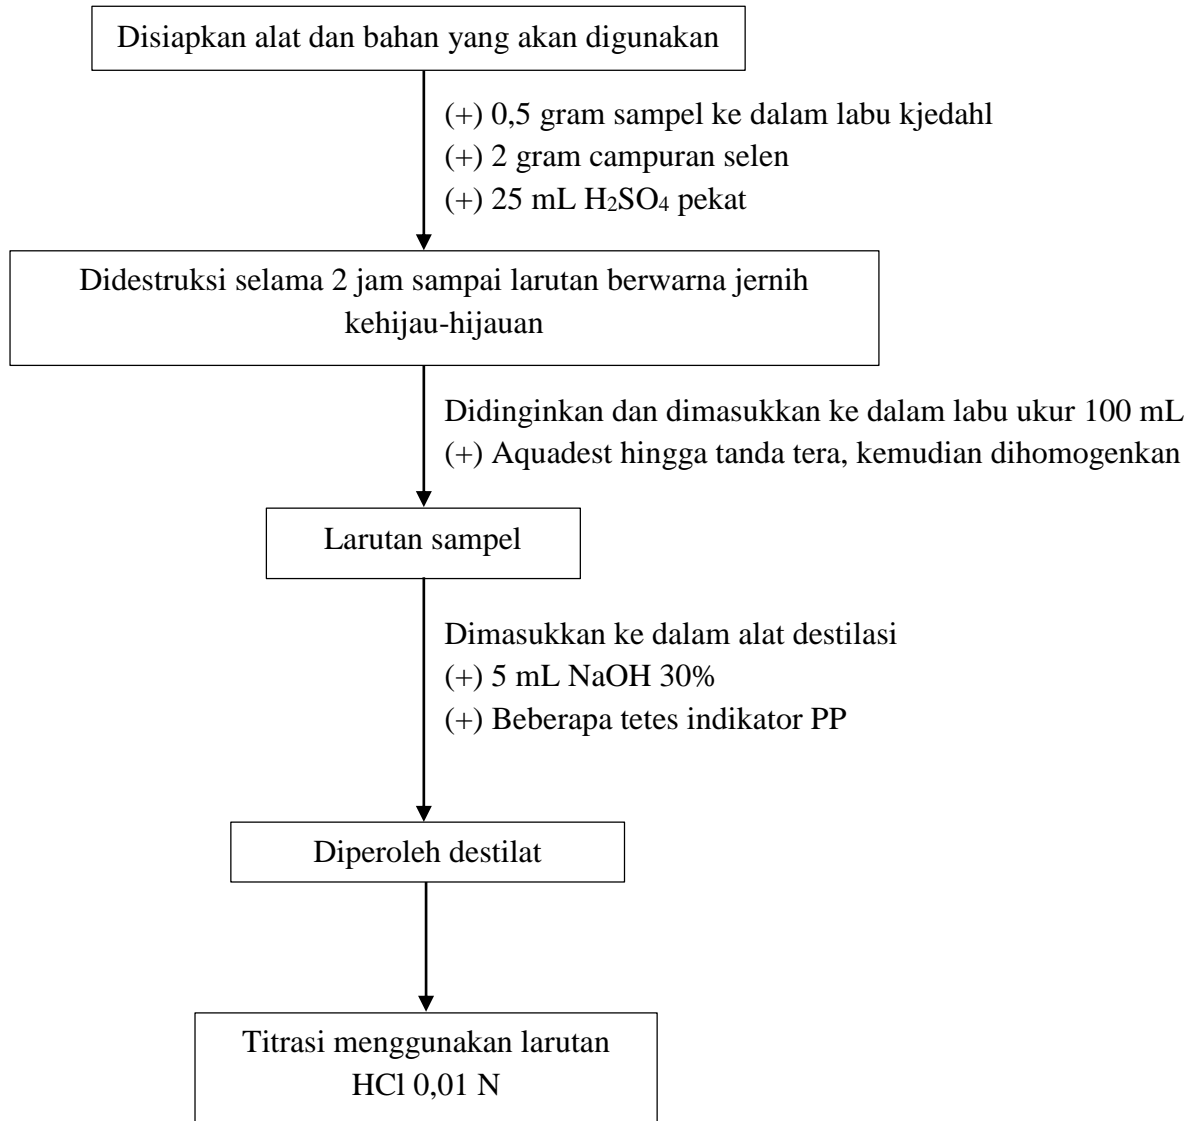 Disiapkan alat dan bahan yang akan digunakan
(+) 0,5 gram sampel ke dalam labu kjedahl
(+) 2 gram campuran selen
(+) 25 mL H₂SO₄ pekat
Didestruksi selama 2 jam sampai larutan berwarna jernih
kehijau-hijauan
Didinginkan dan dimasukkan ke dalam labu ukur 100 mL
(+) Aquadest hingga tanda tera, kemudian dihomogenkan
Larutan sampel
Dimasukkan ke dalam alat destilasi
(+) 5 mL NaOH 30%
(+) Beberapa tetes indikator PP
Diperoleh destilat
Titrasi menggunakan larutan
HCl 0,01 N